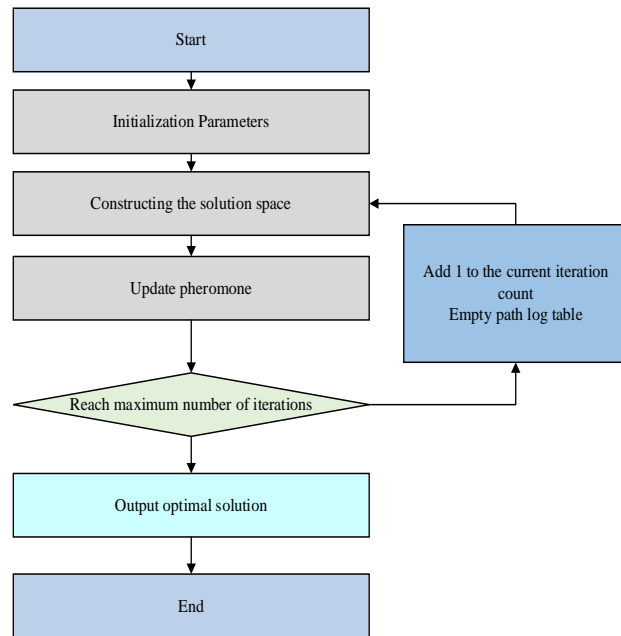 Start
Initialization Parameters
Constructing the solution space
Update pheromone
Add 1 to the current iteration
count
Empty path log table
Reach maximum number of iterations
Output optimal solution
End